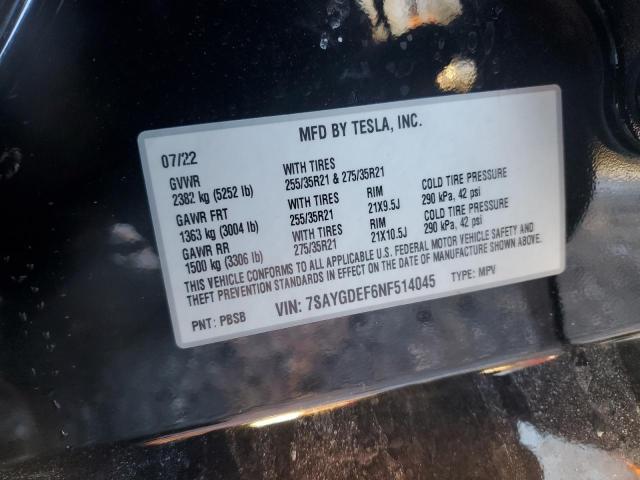 MFD BY TESLA, INC.
07/22
GVWR WITH TIRES
2382 kg (5252 lb) 255/35R21 & 275/35R21
GAWR FRT WITH TIRES RIM COLD TIRE PRESSURE
1363 kg (3004 lb) 255/35R21 21X9.5J 290 kPa, 42 psi
GAWR RR WITH TIRES RIM COLD TIRE PRESSURE
1500 kg (3306 lb) 275/35R21 21X10.5J 290 kPa, 42 psi
THIS VEHICLE CONFORMS TO ALL APPLICABLE U.S. FEDERAL MOTOR VEHICLE SAFETY AND
THEFT PREVENTION STANDARDS IN EFFECT ON THE DATE OF MANUFACTURE SHOWN ABOVE.
PNT: PBSB VIN: 7SAYGDEF6NF514045 TYPE: MPV